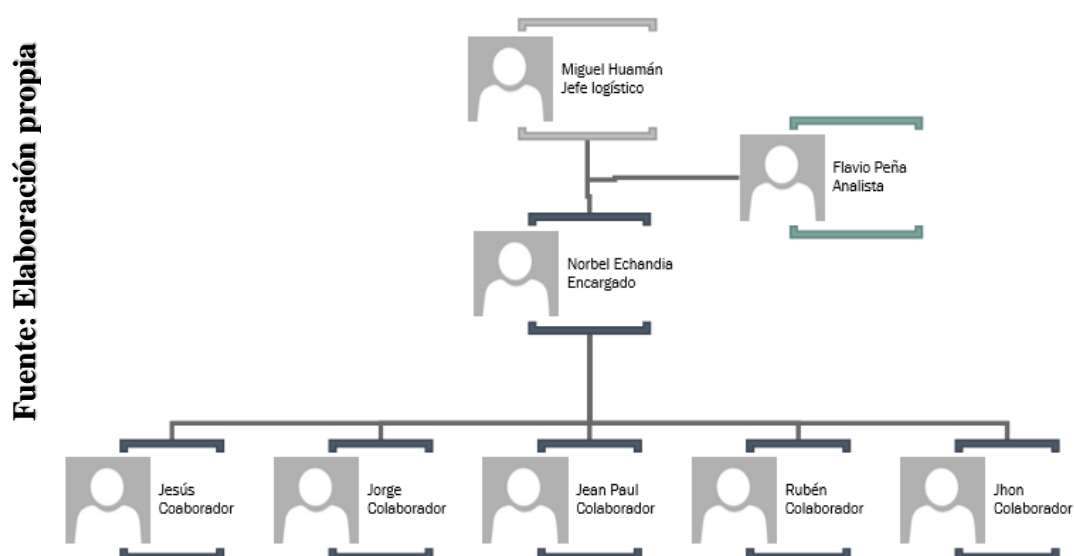 Fuente: Elaboración propia
Miguel Huamán
Jefe logístico
Flavio Peña
Analista
Norbel Echandia
Encargado
Jesús
Coaborador
Jorge
Colaborador
Jean Paul
Colaborador
Rubén
Colaborador
Jhon
Colaborador